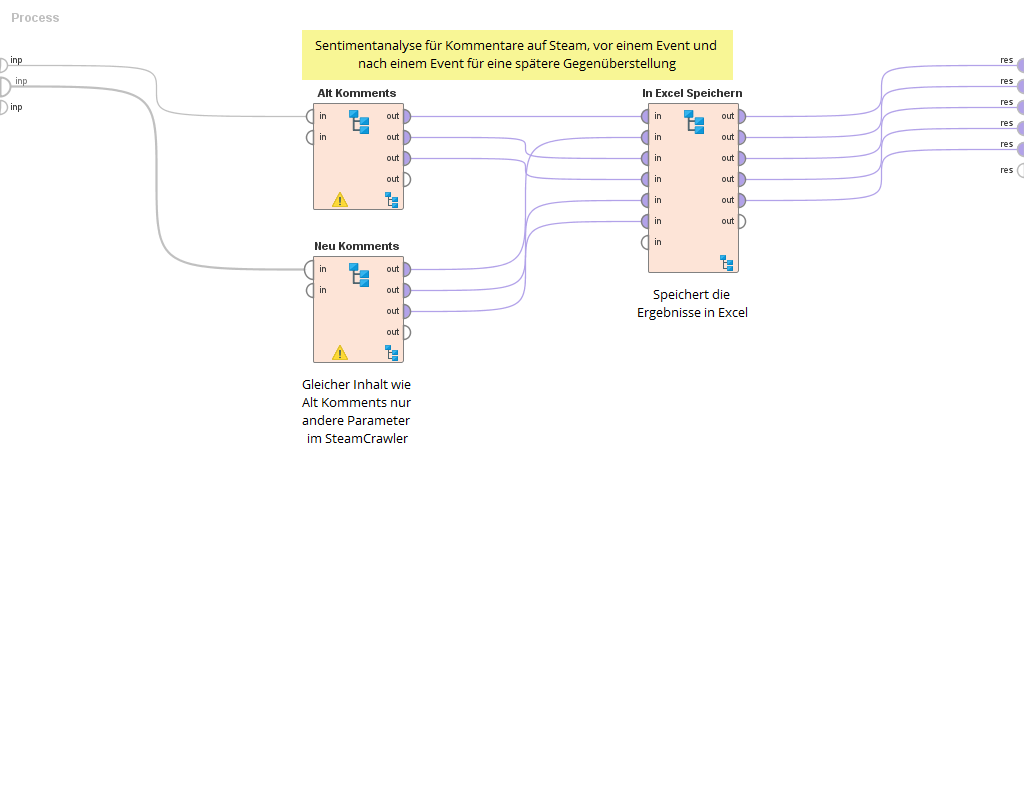 Process
Sentimentanalyse für Kommentare auf Steam, vor einem Event und
nach einem Event für eine spätere Gegenüberstellung
inp
inp
inp
Alt Komments
in
in
out
out
out
out
Neu Komments
in
in
out
out
out
out
Gleicher Inhalt wie
Alt Komments nur
andere Parameter
im SteamCrawler
In Excel Speichern
in
in
in
in
in
in
in
out
out
out
out
out
out
Speichert die
Ergebnisse in Excel
res
res
res
res
res
res